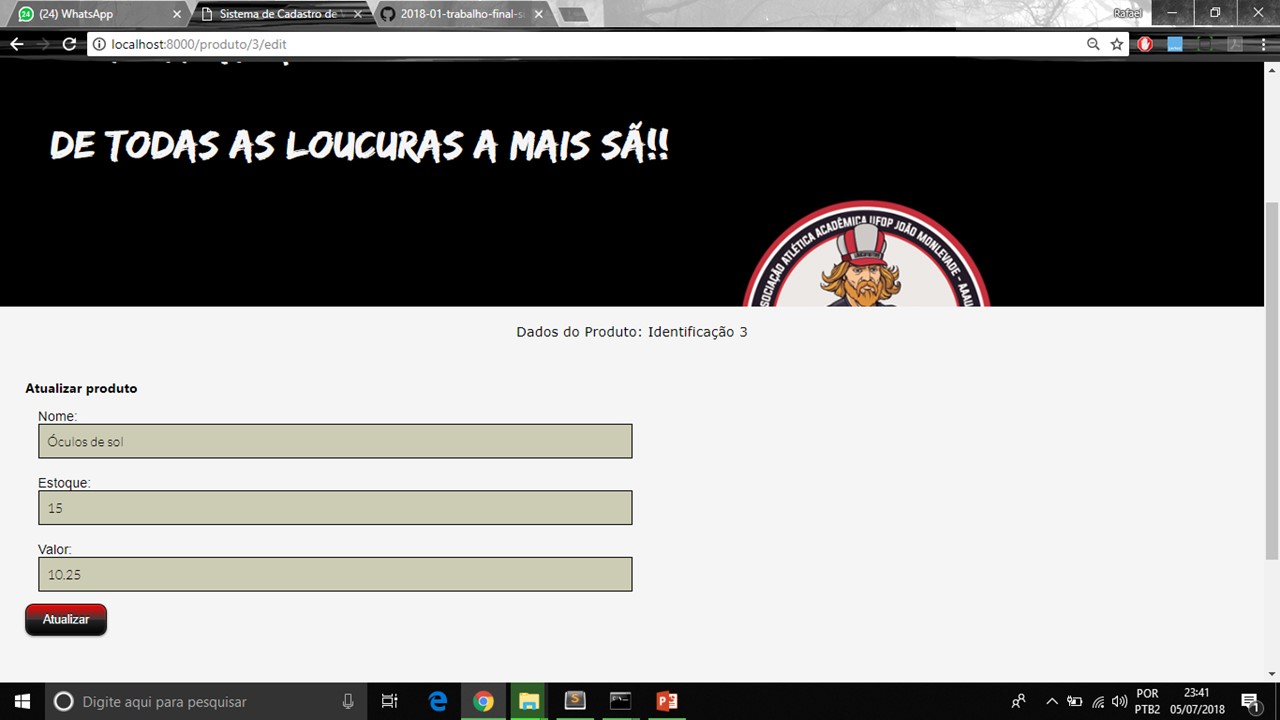 (24) WhatsApp
Sistema de Cadastro de
2018-01-trabalho-final-s
Rafael
localhost:8000/produto/3/edit
DE TODAS AS LOUCURAS A MAIS SÃ!!
SOCIAÇÃO ATLÉTICA ACADÊMICA UFOP JOÃO MONLEVADE - AAAU
Dados do Produto: Identificação 3
Atualizar produto
Nome:
Óculos de sol
Estoque:
15
Valor:
10.25
Atualizar
Digite aqui para pesquisar
POR
PTB2
23:41
05/07/2018
1